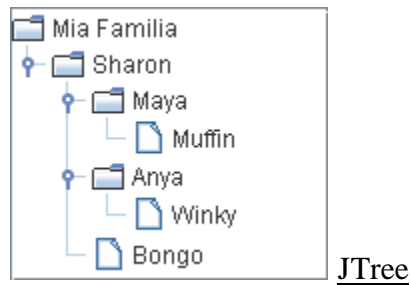 Mia Familia
Sharon
Maya
Muffin
Anya
Winky
Bongo
JTree